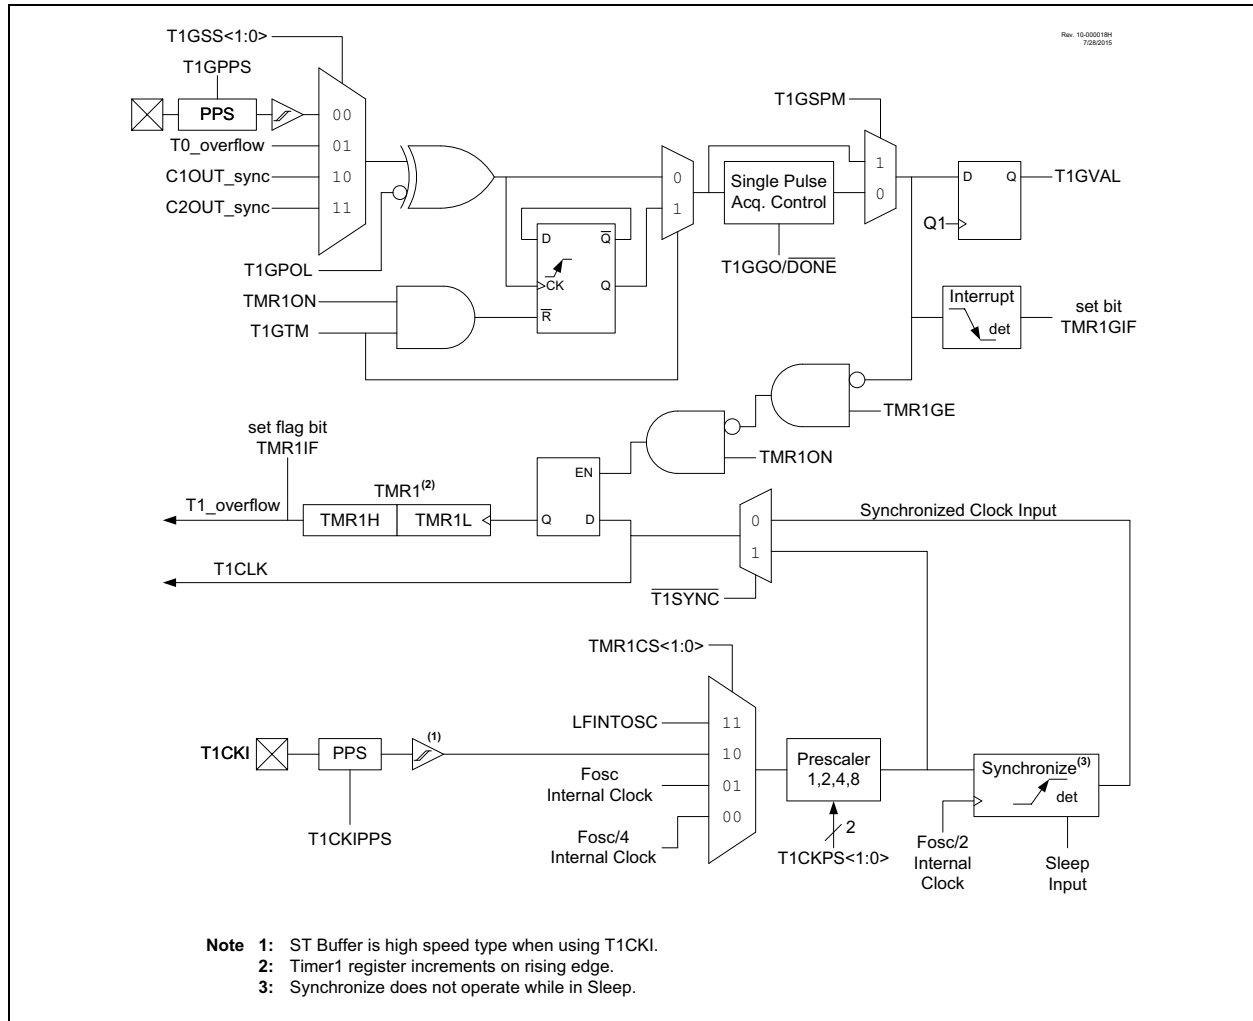 Rev. 10-000018H
7/28/2015
T1GSS<1:0>
T1GPPS
PPS
00
T0_overflow
01
C1OUT_sync
10
C2OUT_sync
11
T1GPOL
TMR1ON
T1GTM
D
Q
CK
Q
R
0
1
T1GSPM
Single Pulse
Acq. Control
T1GGO/DONE
1
0
D
Q
T1GVAL
Q1
Interrupt
det
set bit
TMR1GIF
TMR1GE
TMR1ON
set flag bit
TMR1IF
TMR1(2)
T1_overflow
TMR1H
TMR1L
EN
Q
D
T1CLK
0
1
Synchronized Clock Input
T1SYNC
TMR1CS<1:0>
LFINTOSC
11
T1CKI
PPS
(1)
10
Fosc
Internal Clock
01
Fosc/4
Internal Clock
00
T1CKIPPS
Prescaler
1,2,4,8
2
T1CKPS<1:0>
Synchronize(3)
det
Fosc/2
Internal
Clock
Sleep
Input
Note 1: ST Buffer is high speed type when using T1CKI.
2: Timer1 register increments on rising edge.
3: Synchronize does not operate while in Sleep.